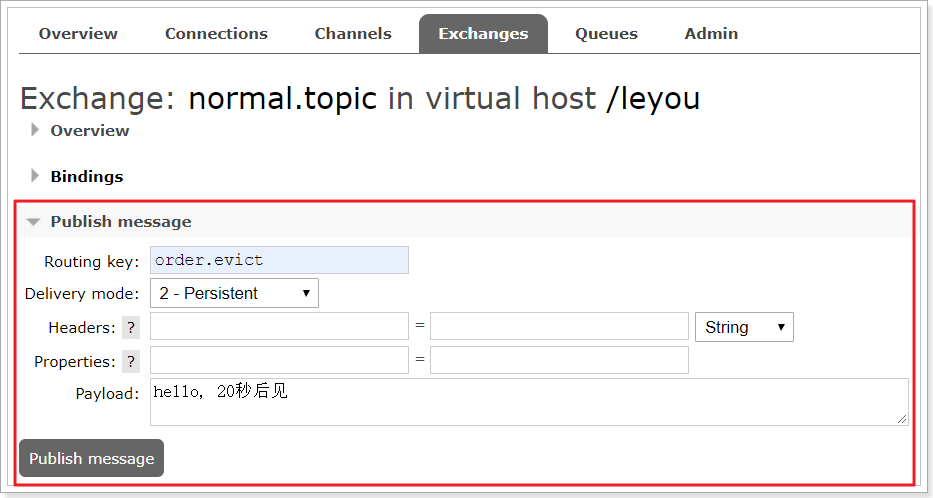 Overview Connections Channels Exchanges Queues Admin
Exchange: normal.topic in virtual host /leyou
Overview
Bindings
Publish message
Routing key: order.evict
Delivery mode: 2 - Persistent
Headers: ? = String
Properties: ? =
Payload: hello, 20秒后见
Publish message